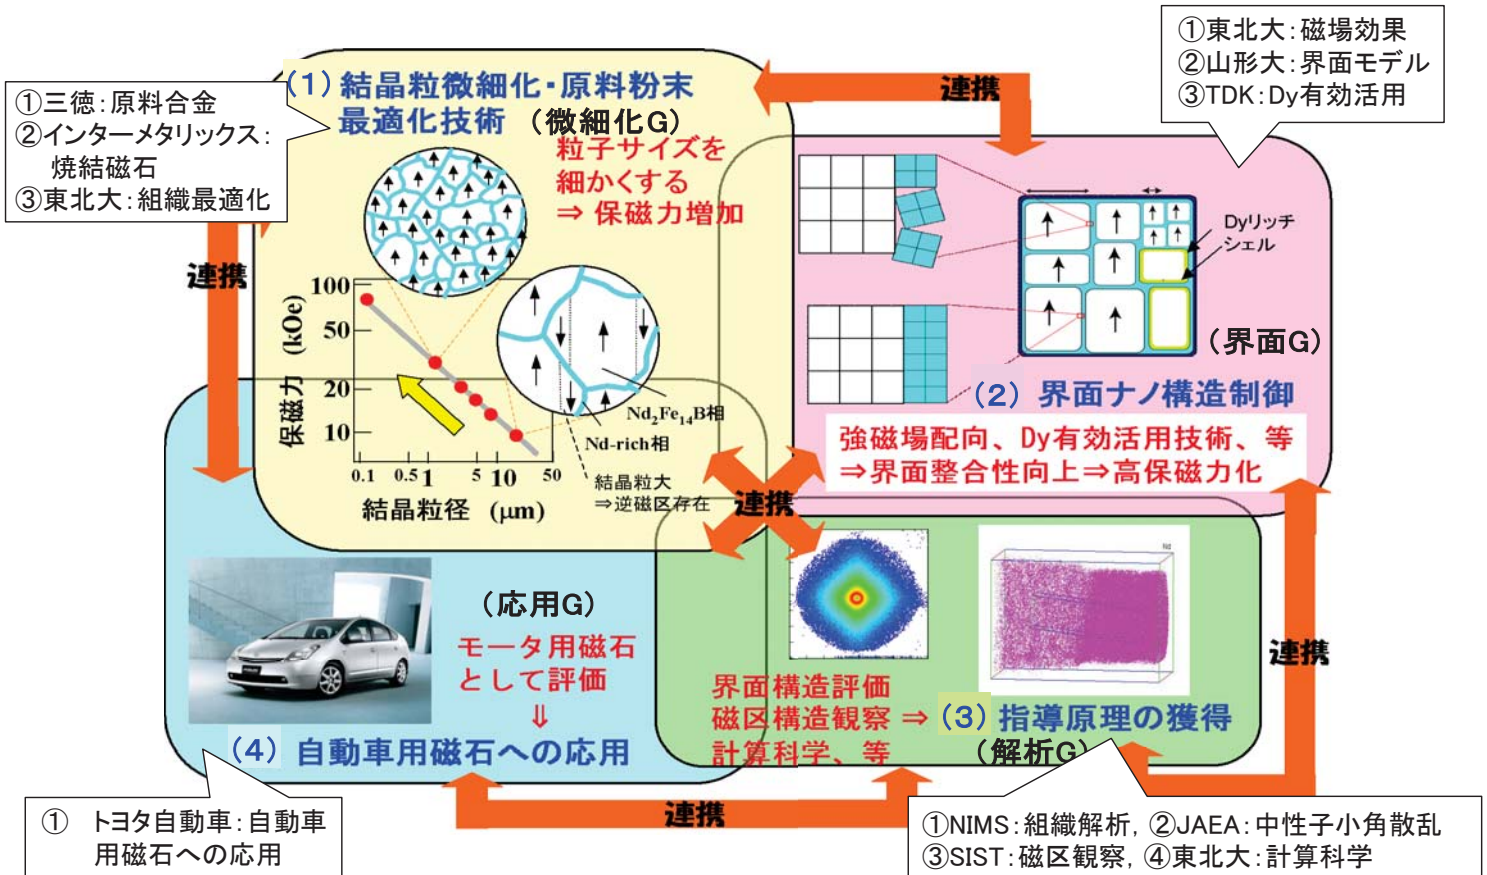 ①三徳：原料合金
②インターメタリックス：
焼結磁石
③東北大：組織最適化
(1) 結晶粒微細化・原料粉末
最適化技術 (微細化G)
粒子サイズを
細かくする
⇒ 保磁力増加
連携
①東北大：磁場効果
②山形大：界面モデル
③TDK：Dy有効活用
連携
保磁力 (kOe)
100
50
20
10
0.1 0.5 1 5 10 50
結晶粒径 (μm)
Nd2Fe14B相
Nd-rich相
結晶粒大
⇒逆磁区存在
Dyリッチ
シェル
(界面G)
(2) 界面ナノ構造制御
強磁場配向、Dy有効活用技術、等
⇒界面整合性向上⇒高保磁力化
連携
(応用G)
モータ用磁石
として評価
⇓
(4) 自動車用磁石への応用
界面構造評価
磁区構造観察 ⇒
計算科学、等
(3) 指導原理の獲得
(解析G)
連携
連携
① トヨタ自動車：自動車
用磁石への応用
①NIMS：組織解析, ②JAEA：中性子小角散乱
③SIST：磁区観察, ④東北大：計算科学